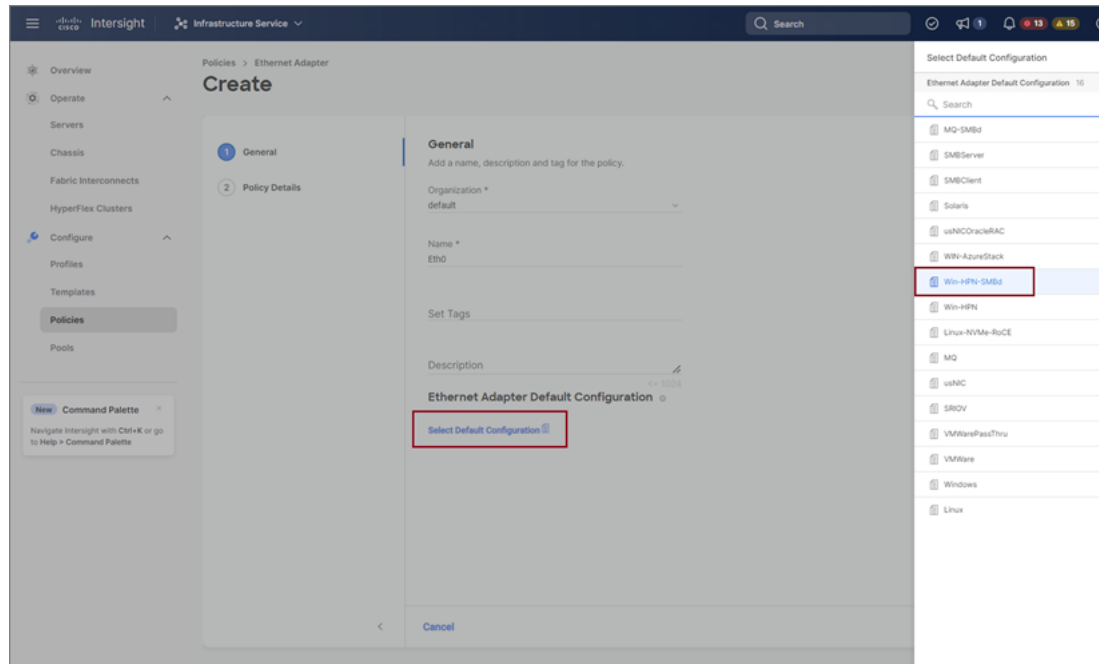 cisco Intersight
Infrastructure Service
Search
1
13
15
Overview
Operate
Servers
Chassis
Fabric Interconnects
HyperFlex Clusters
Configure
Profiles
Templates
Policies
Pools
New Command Palette
Navigate Intersight with Ctrl+K or go
to Help > Command Palette
Policies > Ethernet Adapter
Create
1 General
2 Policy Details
General
Add a name, description and tag for the policy.
Organization *
default
Name *
Eth0
Set Tags
Description
<= 1024
Ethernet Adapter Default Configuration
Select Default Configuration
Cancel
Select Default Configuration
Ethernet Adapter Default Configuration 16
Search
MQ-SMBd
SMBServer
SMBClient
Solaris
usNICOracleRAC
WIN-AzureStack
Win-HPN-SMBd
Win-HPN
Linux-NVMe-RoCE
MQ
usNIC
SRIOV
VMWarePassThru
VMWare
Windows
Linux